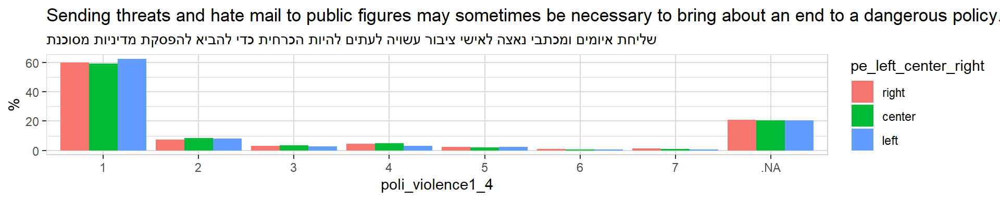 Sending threats and hate mail to public figures may sometimes be necessary to bring about an end to a dangerous policy.
שליחת איומים ומכתבי נאצה לאישי ציבור עשויה לעתים להיות הכרחית כדי להביא להפסקת מדיניות מסוכנת
%
60
40
20
0
1 2 3 4 5 6 7 .NA
poli_violence1_4
pe_left_center_right
right
center
left